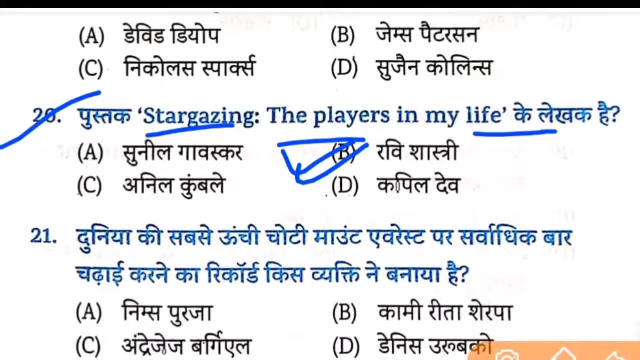 (A) डेविड डियोप (B) जेम्स पैटरसन
(C) निकोलस स्पार्क्स (D) सुजैन कोलिन्स
20. पुस्तक ‘Stargazing: The players in my life’ के लेखक है?
(A) सुनील गावस्कर (B) रवि शास्त्री
(C) अनिल कुंबले (D) कपिल देव
21. दुनिया की सबसे ऊंची चोटी माउंट एवरेस्ट पर सर्वाधिक बार
चढ़ाई करने का रिकॉर्ड किस व्यक्ति ने बनाया है?
(A) निम्स पुरजा (B) कामी रीता शेरपा
(C) अंद्रेजेज बर्गिएल (D) डेनिस उरूबको